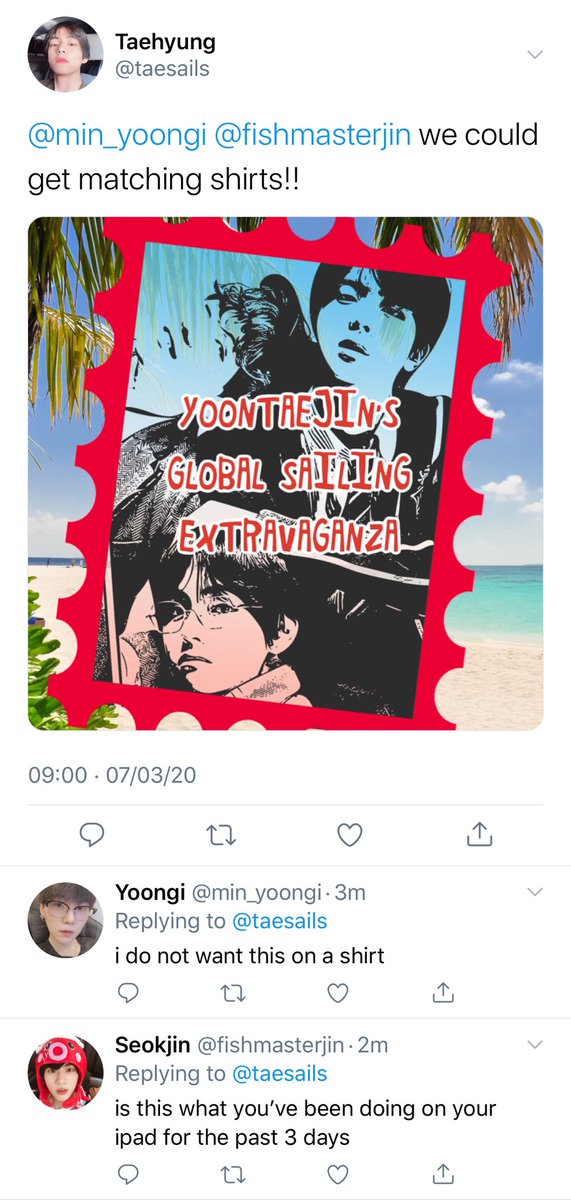 Taehyung
@taesails
@min_yoongi @fishmasterjin we could
get matching shirts!!
YOONTAEJIN'S
GLOBAL SAILING
EXTRAVAGANZA
09:00 · 07/03/20
Yoongi @min_yoongi · 3m
Replying to @taesails
i do not want this on a shirt
Seokjin @fishmasterjin · 2m
Replying to @taesails
is this what you’ve been doing on your
ipad for the past 3 days